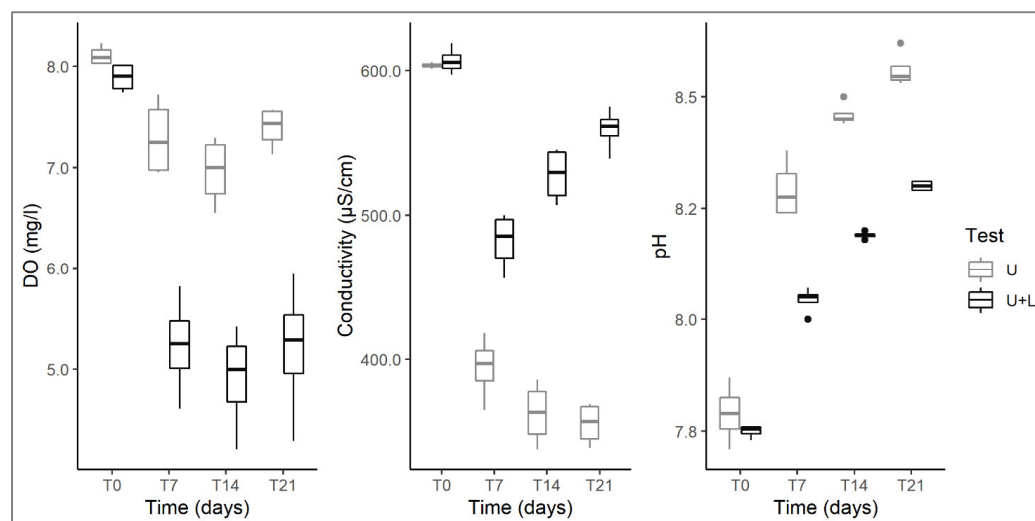 DO (mg/l)
8.0
7.0
6.0
5.0
T0 T7 T14 T21
Time (days)
Conductivity (µS/cm)
600.0
500.0
400.0
T0 T7 T14 T21
Time (days)
pH
8.5
8.2
8.0
7.8
T0 T7 T14 T21
Time (days)
Test
U
U+L